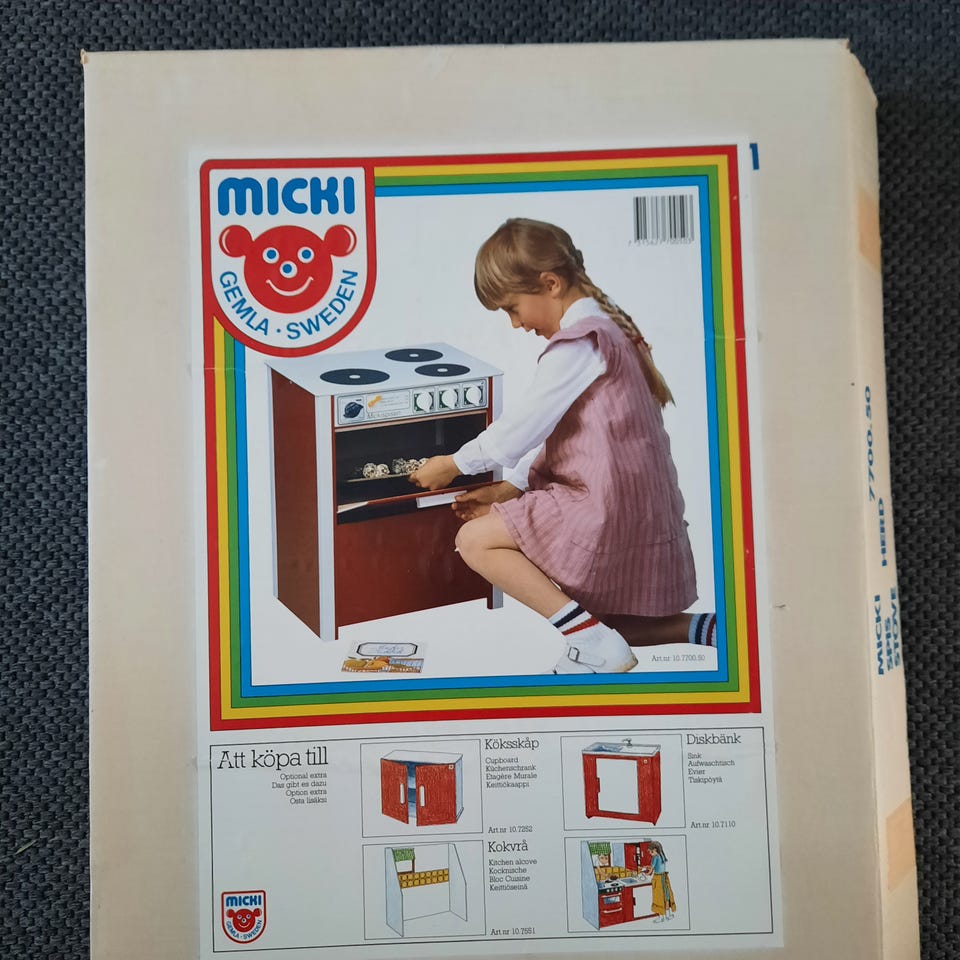 MICKI
GEMLA · SWEDEN
Art nr 10.7700.50
Att köpa till
Optional extra
Das gibt es dazu
Option extra
Osta lisäksi
Köksskåp
Cupboard
Küchenschrank
Etagère Murale
Keittiökaappi
Art nr 10.7252
Diskbänk
Sink
Aufwaschtisch
Evier
Tiskipöytä
Art nr 10.7110
Kokvrå
Kitchen alcove
Kocknische
Bloc Cuisine
Keittiöseinä
Art nr 10.7551
MICKI
GEMLA · SWEDEN
MICKI
SPIS HERD 7700.50
STOVE